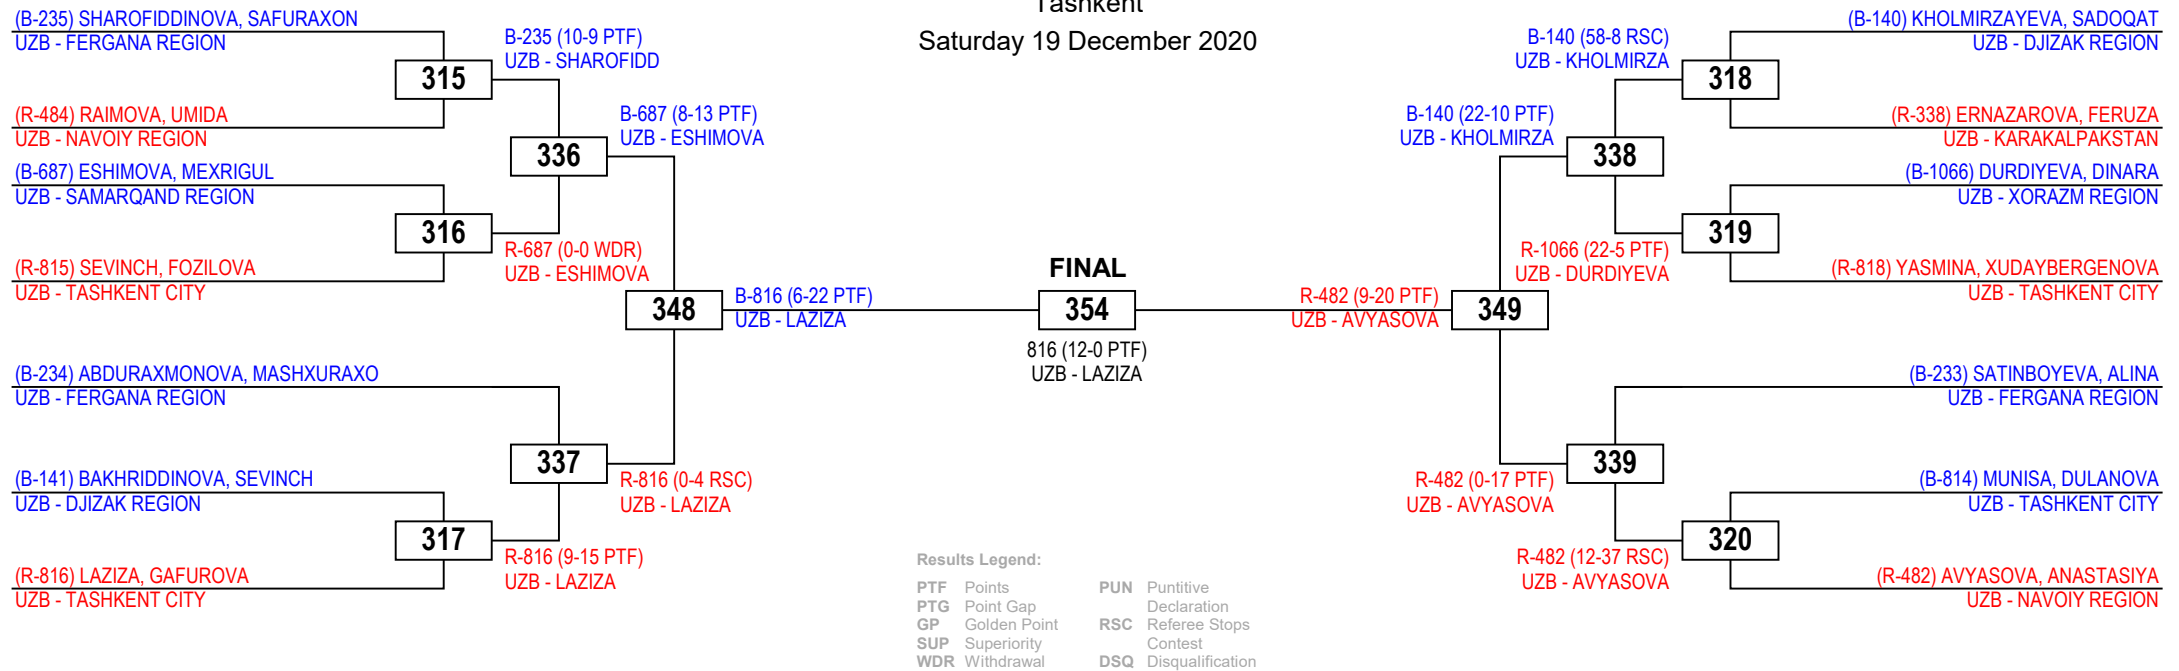 Tashkent
Saturday 19 December 2020
(B-235) SHAROFIDDINOVA, SAFURAXON
UZB - FERGANA REGION
315
(R-484) RAIMOVA, UMIDA
UZB - NAVOIY REGION
B-235 (10-9 PTF)
UZB - SHAROFIDD
(B-687) ESHIMOVA, MEXRIGUL
UZB - SAMARQAND REGION
316
(R-815) SEVINCH, FOZILOVA
UZB - TASHKENT CITY
R-687 (0-0 WDR)
UZB - ESHIMOVA
336
B-687 (8-13 PTF)
UZB - ESHIMOVA
348
B-816 (6-22 PTF)
UZB - LAZIZA
(B-234) ABDURAXMONOVA, MASHXURAXO
UZB - FERGANA REGION
337
R-816 (0-4 RSC)
UZB - LAZIZA
(B-141) BAKHRIDDINOVA, SEVINCH
UZB - DJIZAK REGION
317
(R-816) LAZIZA, GAFUROVA
UZB - TASHKENT CITY
R-816 (9-15 PTF)
UZB - LAZIZA
FINAL
354
816 (12-0 PTF)
UZB - LAZIZA
(B-140) KHOLMIRZAYEVA, SADOQAT
UZB - DJIZAK REGION
318
(R-338) ERNAZAROVA, FERUZA
UZB - KARAKALPAKSTAN
B-140 (58-8 RSC)
UZB - KHOLMIRZA
(B-1066) DURDIYEVA, DINARA
UZB - XORAZM REGION
319
(R-818) YASMINA, XUDAYBERGENOVA
UZB - TASHKENT CITY
R-1066 (22-5 PTF)
UZB - DURDIYEVA
338
B-140 (22-10 PTF)
UZB - KHOLMIRZA
349
R-482 (9-20 PTF)
UZB - AVYASOVA
(B-233) SATINBOYEVA, ALINA
UZB - FERGANA REGION
339
R-482 (0-17 PTF)
UZB - AVYASOVA
(B-814) MUNISA, DULANOVA
UZB - TASHKENT CITY
320
(R-482) AVYASOVA, ANASTASIYA
UZB - NAVOIY REGION
R-482 (12-37 RSC)
UZB - AVYASOVA
Results Legend:
PTF Points
PTG Point Gap
GP Golden Point
SUP Superiority
WDR Withdrawal
PUN Puntitive
Declaration
RSC Referee Stops
Contest
DSQ Disqualification